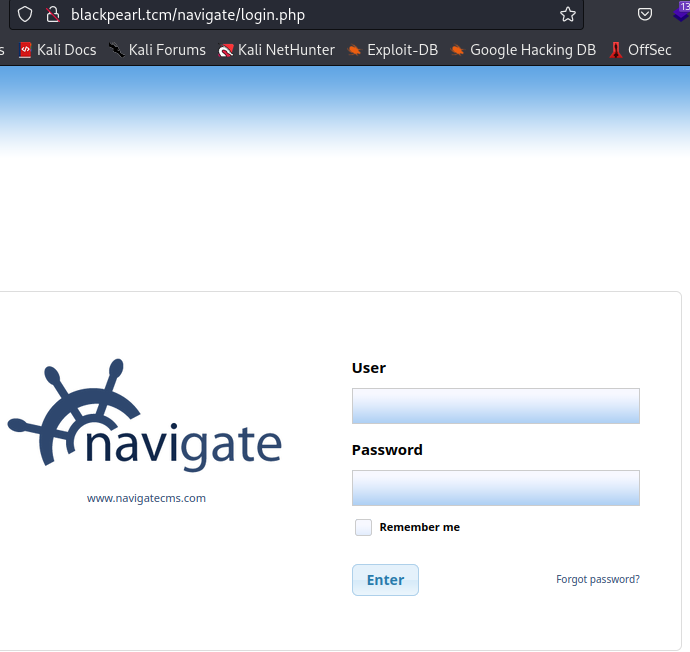 blackpearl.tcm/navigate/login.php
13
s Kali Docs Kali Forums Kali NetHunter Exploit-DB Google Hacking DB OffSec
User
navigate
Password
www.navigatecms.com
Remember me
Enter Forgot password?